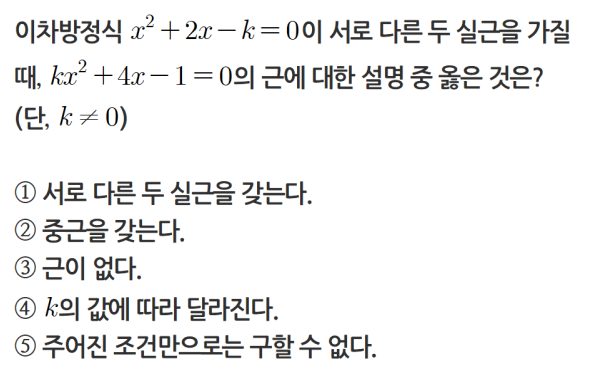 이차방정식 x² + 2x − k = 0이 서로 다른 두 실근을 가질
때, kx² + 4x − 1 = 0의 근에 대한 설명 중 옳은 것은?
(단, k ≠ 0)
① 서로 다른 두 실근을 갖는다.
② 중근을 갖는다.
③ 근이 없다.
④ k의 값에 따라 달라진다.
⑤ 주어진 조건만으로는 구할 수 없다.